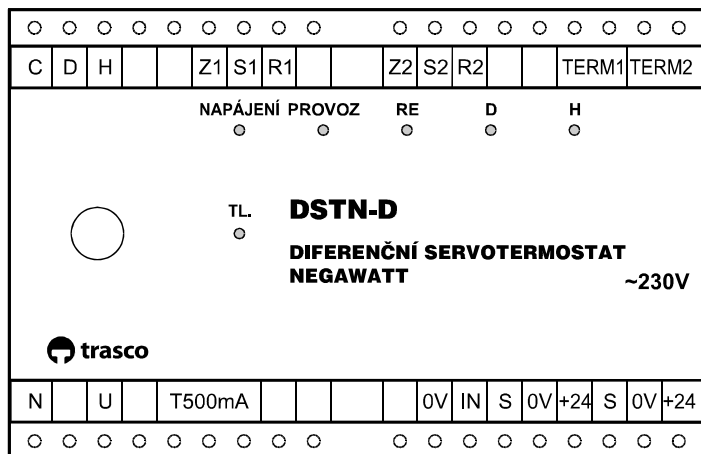 C D H Z1 S1 R1 Z2 S2 R2 TERM1 TERM2
NAPÁJENÍ PROVOZ RE D H
TL.
DSTN-D
DIFERENČNÍ SERVOTERMOSTAT
NEGAWATT
~230V
trasco
N U T500mA 0V IN S 0V +24 S 0V +24